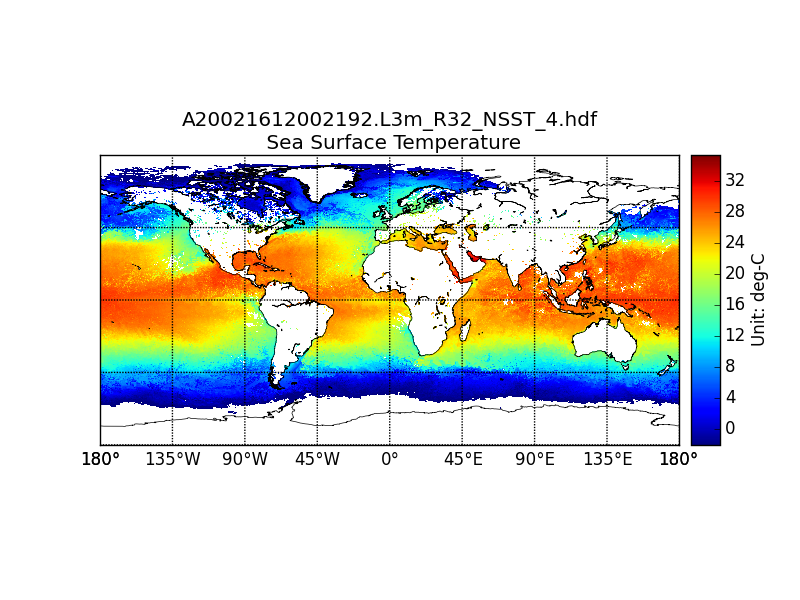 A20021612002192.L3m_R32_NSST_4.hdf
Sea Surface Temperature
32
28
24
20
16
12
8
4
0
Unit: deg-C
180° 135°W 90°W 45°W 0° 45°E 90°E 135°E 180°